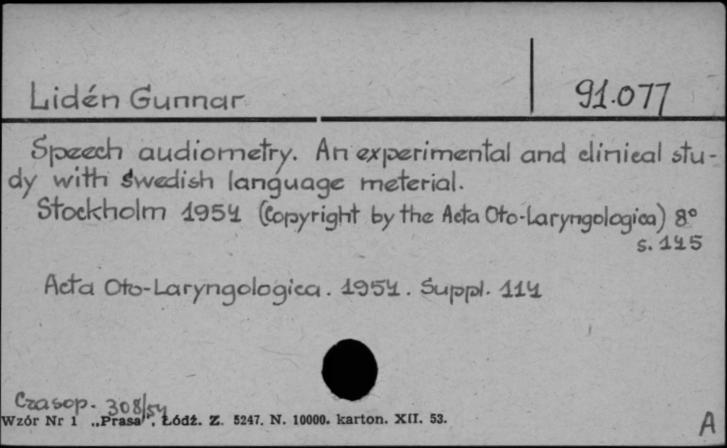 Lidén Gunnar
91.077
Speech audiometry. An experimental and clinical stu-
dy with swedish language meterial.
Stockholm 1954 (Copyright by the Acta Oto-Laryngologica) 8°
s. 145
Acta Oto-Laryngologica. 1954. Suppl. 114
Czasop. 308/54
Wzór Nr 1 „Prasa", Łódź. Z. 5247. N. 10000. karton. XII. 53.
A